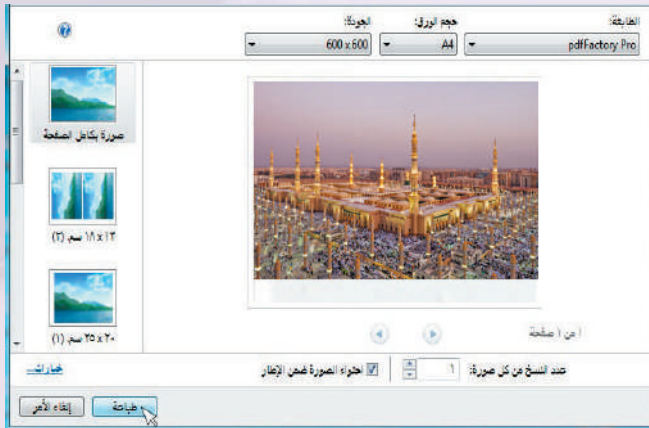 الطابعة: حجم الورق: الجودة:
pdfFactory Pro A4 600 x 600
صورة بكامل الصفحة
١٣ x ١٨ سم. (٢)
٢٠ x ٢٥ سم. (١)
١ من ١ صفحة
عدد النسخ من كل صورة: ١ احتواء الصورة ضمن الإطار خيارات...
طباعة إلغاء الأمر